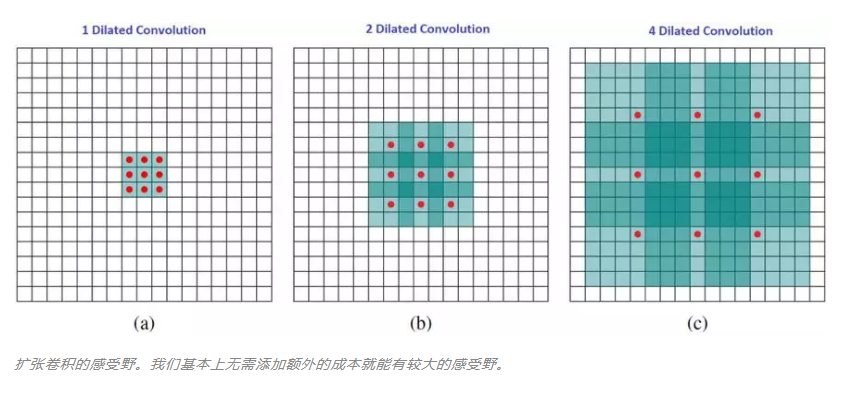 1 Dilated Convolution
2 Dilated Convolution
4 Dilated Convolution
(a)
(b)
(c)
扩张卷积的感受野。我们基本上无需添加额外的成本就能有较大的感受野。